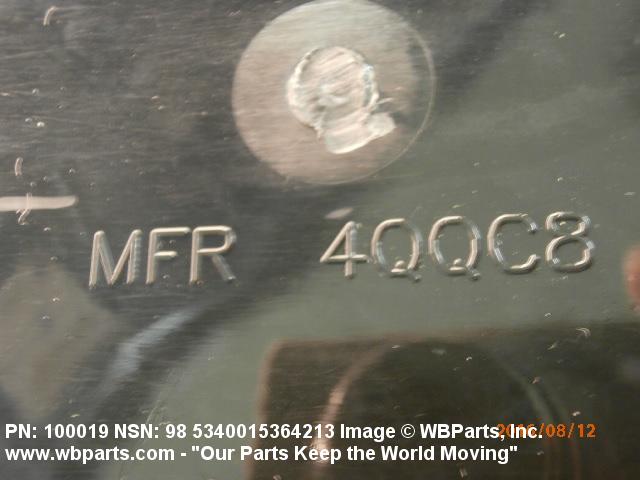 MFR 4QQC8
PN: 100019 NSN: 98 5340015364213 Image © WBParts, Inc.
www.wbparts.com - "Our Parts Keep the World Moving"